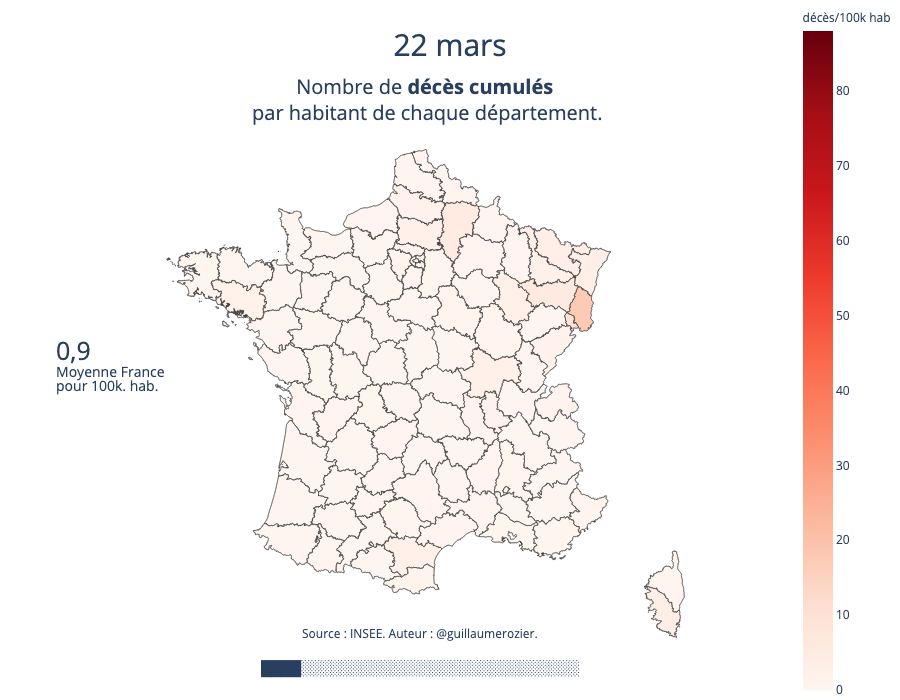 décès/100k hab
22 mars
Nombre de décès cumulés
par habitant de chaque département.
80
70
60
50
40
30
20
10
0
0,9
Moyenne France
pour 100k. hab.
Source : INSEE. Auteur : @guillaumerozier.